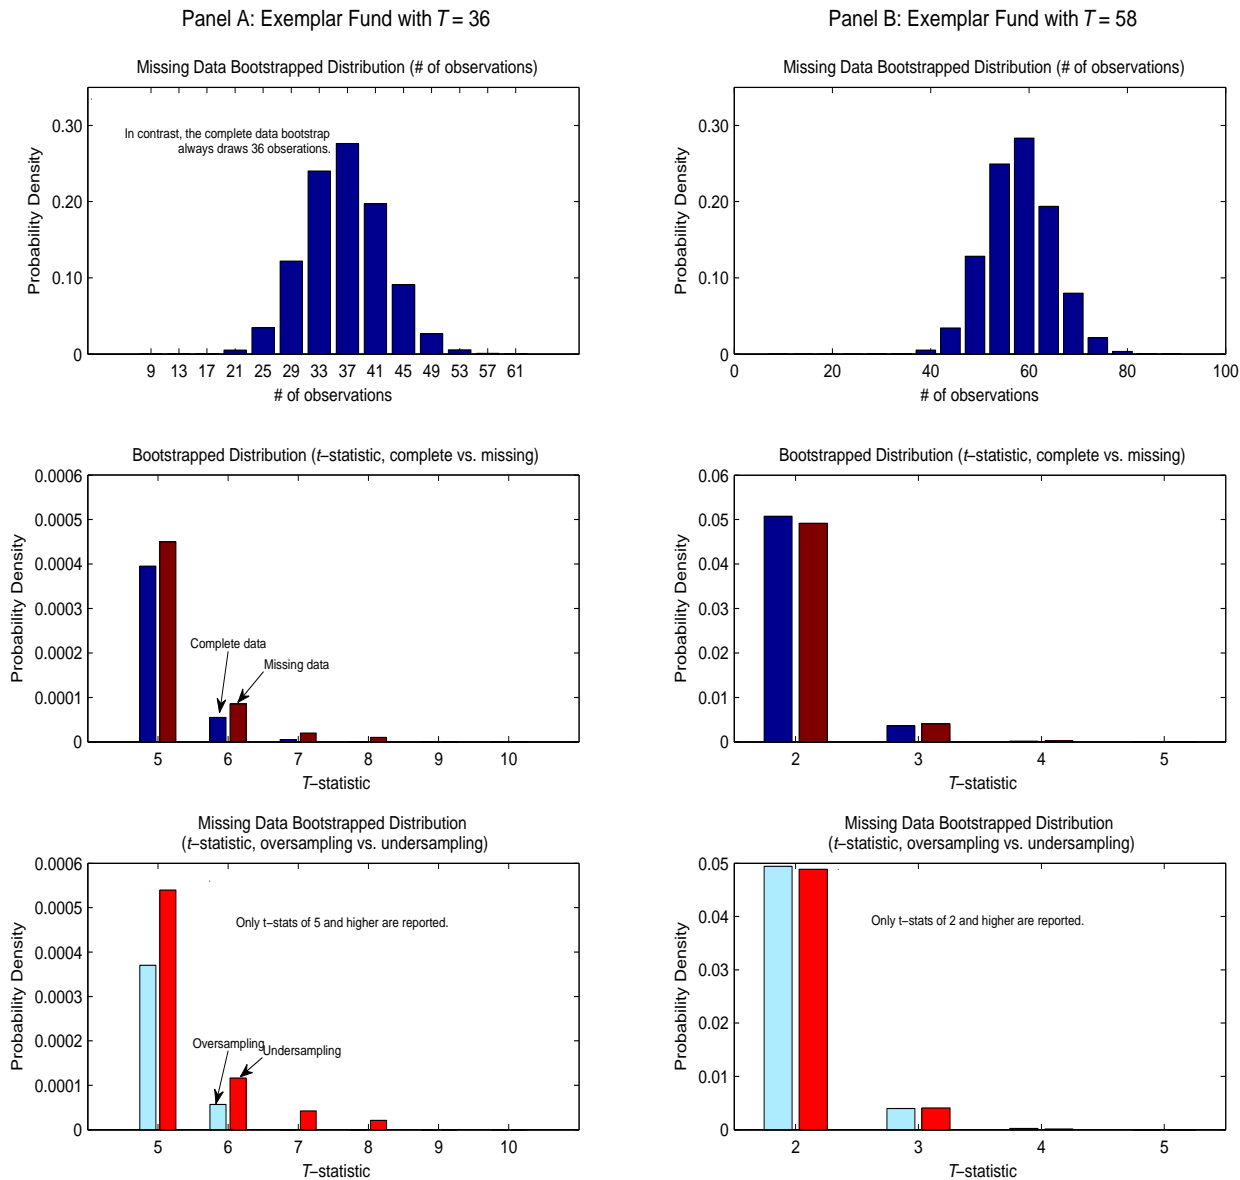 Panel A: Exemplar Fund with T = 36
Missing Data Bootstrapped Distribution (# of observations)
In contrast, the complete data bootstrap
always draws 36 obserations.
Probability Density
0.30
0.20
0.10
0
9 13 17 21 25 29 33 37 41 45 49 53 57 61
# of observations
Panel B: Exemplar Fund with T = 58
Missing Data Bootstrapped Distribution (# of observations)
Probability Density
0.30
0.20
0.10
0
0 20 40 60 80 100
# of observations
Bootstrapped Distribution (t–statistic, complete vs. missing)
Probability Density
0.0006
0.0005
0.0004
0.0003
0.0002
0.0001
0
Complete data
Missing data
5 6 7 8 9 10
T–statistic
Bootstrapped Distribution (t–statistic, complete vs. missing)
Probability Density
0.06
0.05
0.04
0.03
0.02
0.01
0
2 3 4 5
T–statistic
Missing Data Bootstrapped Distribution
(t–statistic, oversampling vs. undersampling)
Probability Density
0.0006
0.0005
0.0004
0.0003
0.0002
0.0001
0
Only t–stats of 5 and higher are reported.
Oversampling
Undersampling
5 6 7 8 9 10
T–statistic
Missing Data Bootstrapped Distribution
(t–statistic, oversampling vs. undersampling)
Probability Density
0.05
0.04
0.03
0.02
0.01
0
Only t–stats of 2 and higher are reported.
2 3 4 5
T–statistic